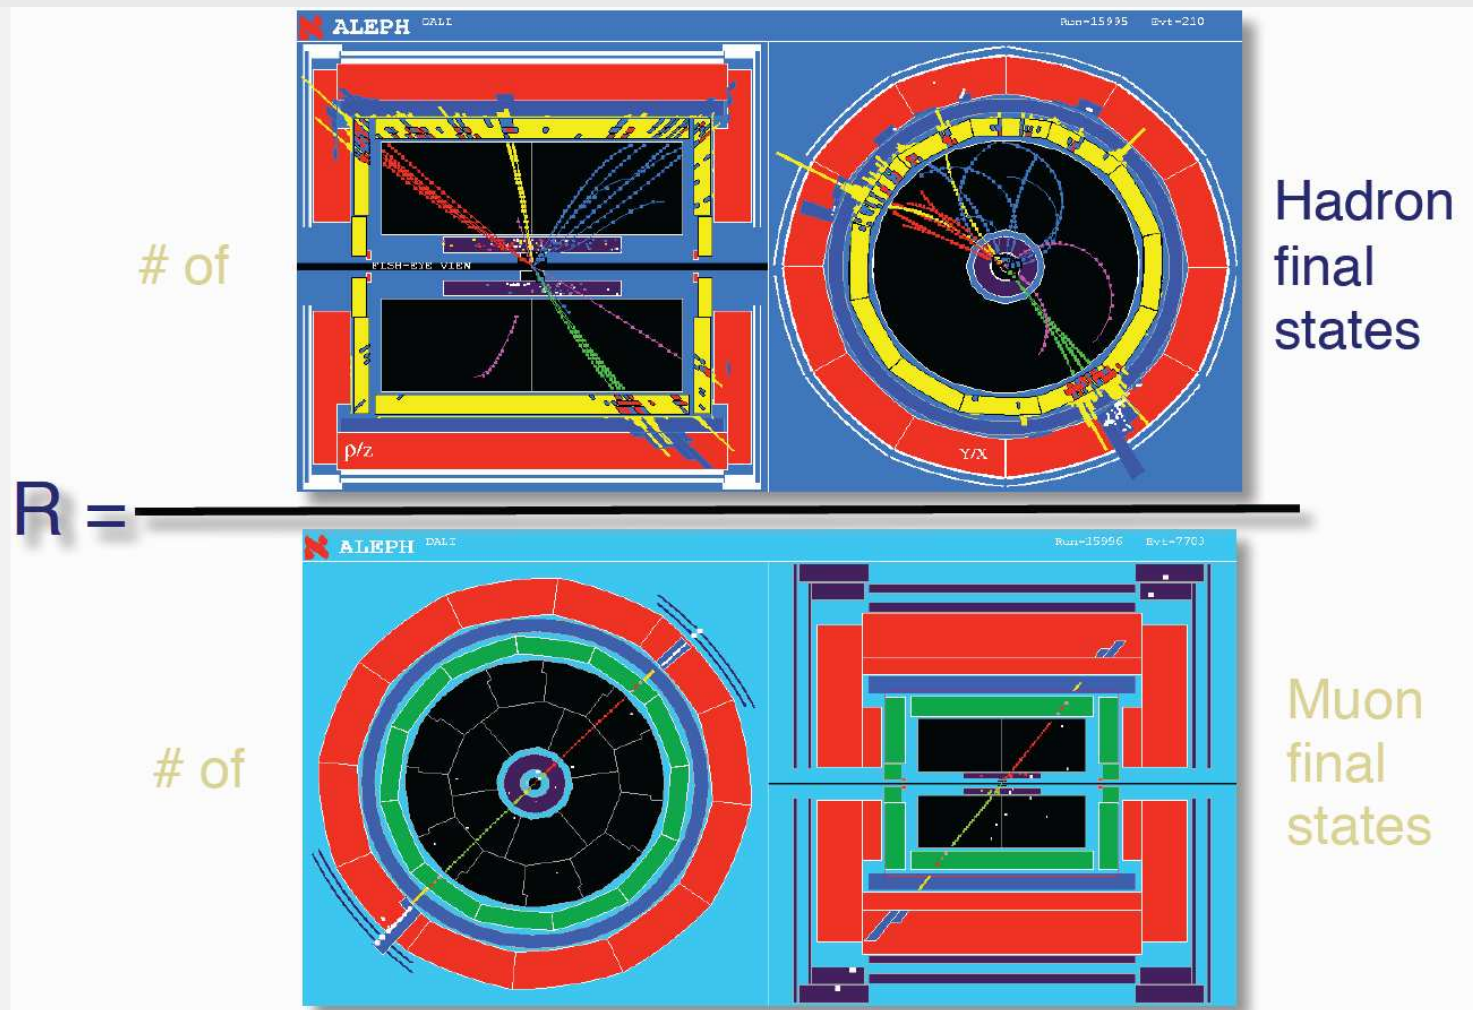 ALEPH DALI Run=15995 Evt=210
Hadron
final
states
# of
FISH-EYE VIEW
ρ/z
Y/X
R =
ALEPH DALI Run=15996 Evt=7703
# of
Muon
final
states